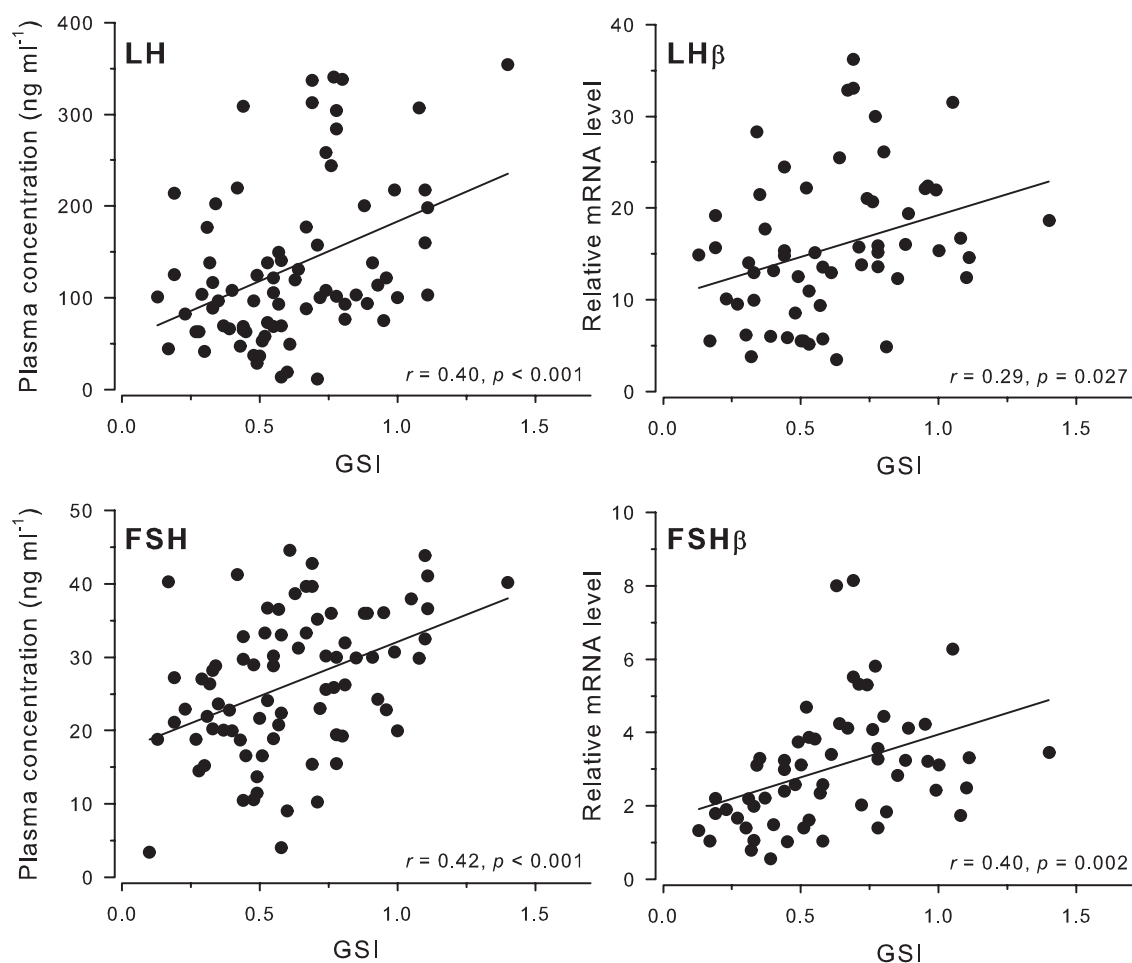 LH
Plasma concentration (ng ml⁻¹)
400
300
200
100
0
r = 0.40, p < 0.001
0.0 0.5 1.0 1.5
GSI
LHβ
Relative mRNA level
40
30
20
10
0
r = 0.29, p = 0.027
0.0 0.5 1.0 1.5
GSI
FSH
Plasma concentration (ng ml⁻¹)
50
40
30
20
10
0
r = 0.42, p < 0.001
0.0 0.5 1.0 1.5
GSI
FSHβ
Relative mRNA level
10
8
6
4
2
0
r = 0.40, p = 0.002
0.0 0.5 1.0 1.5
GSI